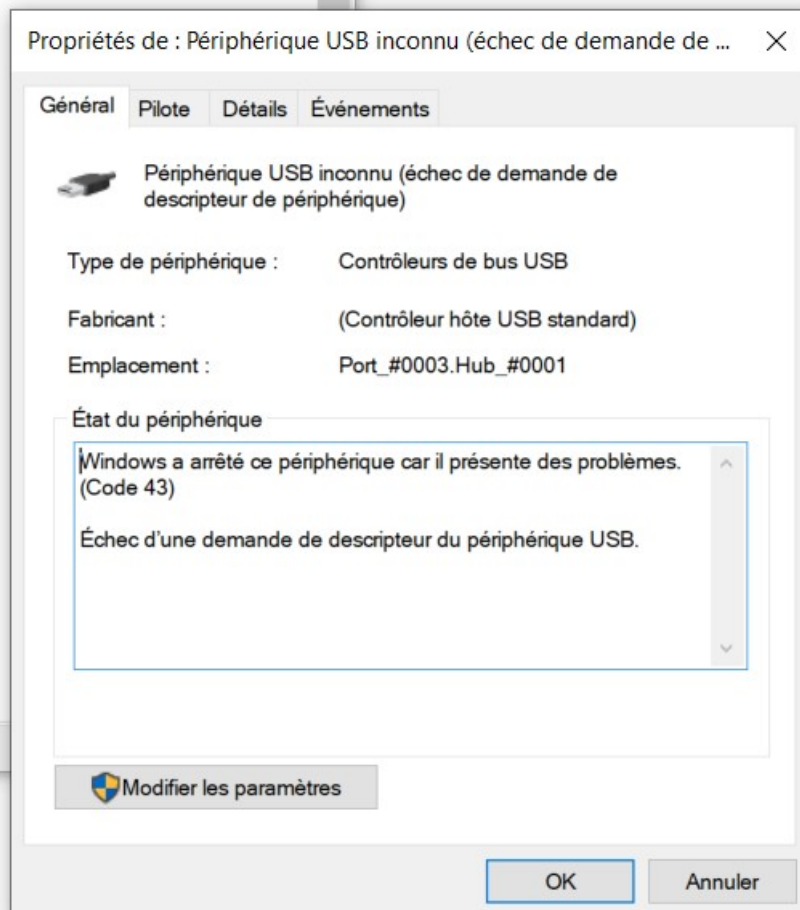 Propriétés de : Périphérique USB inconnu (échec de demande de ...
Général
Pilote
Détails
Événements
Périphérique USB inconnu (échec de demande de
descripteur de périphérique)
Type de périphérique :
Contrôleurs de bus USB
Fabricant :
(Contrôleur hôte USB standard)
Emplacement :
Port_#0003.Hub_#0001
État du périphérique
Windows a arrêté ce périphérique car il présente des problèmes.
(Code 43)
Échec d’une demande de descripteur du périphérique USB.
Modifier les paramètres
OK
Annuler